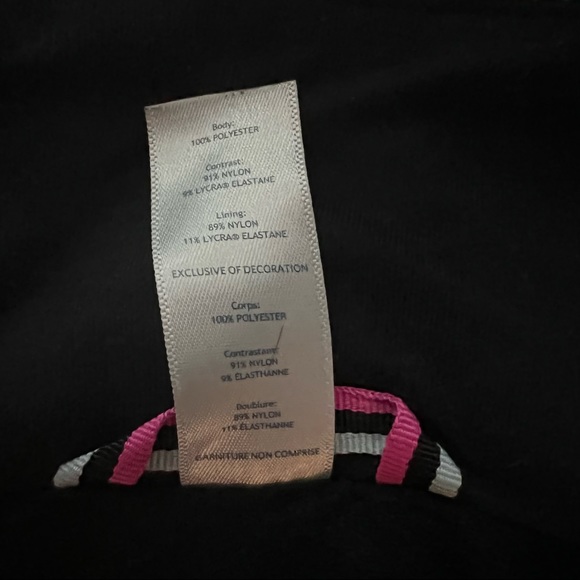 Body:
100% POLYESTER
Contrast:
91% NYLON
9% LYCRA® ELASTANE
Lining:
89% NYLON
11% LYCRA® ELASTANE
EXCLUSIVE OF DECORATION
Corps:
100% POLYESTER
Contrastant:
91% NYLON
9% ÉLASTHANNE
Doublure:
89% NYLON
11% ÉLASTHANNE
GARNITURE NON COMPRISE